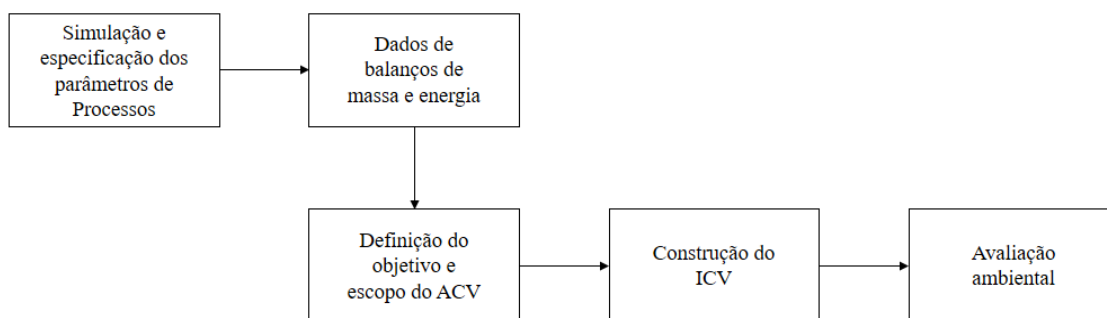 Simulação e
especificação dos
parâmetros de
Processos
Dados de
balanços de
massa e energia
Definição do
objetivo e
escopo do ACV
Construção do
ICV
Avaliação
ambiental